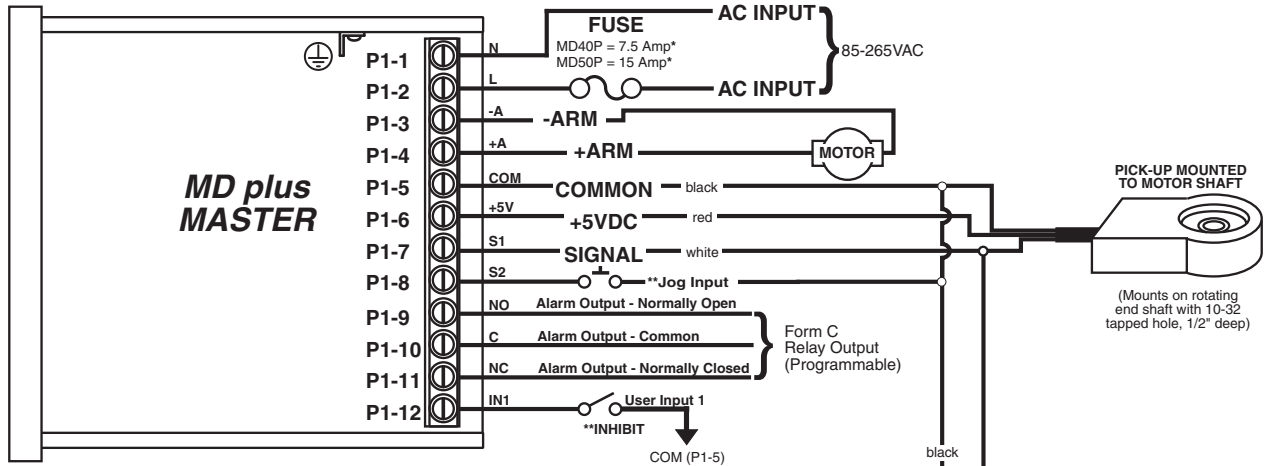 MD plus
MASTER
P1-1
N
P1-2
L
P1-3
-A
P1-4
+A
P1-5
COM
P1-6
+5V
P1-7
S1
P1-8
S2
P1-9
NO
P1-10
C
P1-11
NC
P1-12
IN1
AC INPUT
FUSE
MD40P = 7.5 Amp*
MD50P = 15 Amp*
85-265VAC
AC INPUT
-ARM
+ARM
MOTOR
COMMON
black
+5VDC
red
SIGNAL
white
**Jog Input
Alarm Output - Normally Open
Alarm Output - Common
Alarm Output - Normally Closed
Form C
Relay Output
(Programmable)
User Input 1
**INHIBIT
COM (P1-5)
black
PICK-UP MOUNTED
TO MOTOR SHAFT
(Mounts on rotating
end shaft with 10-32
tapped hole, 1/2" deep)